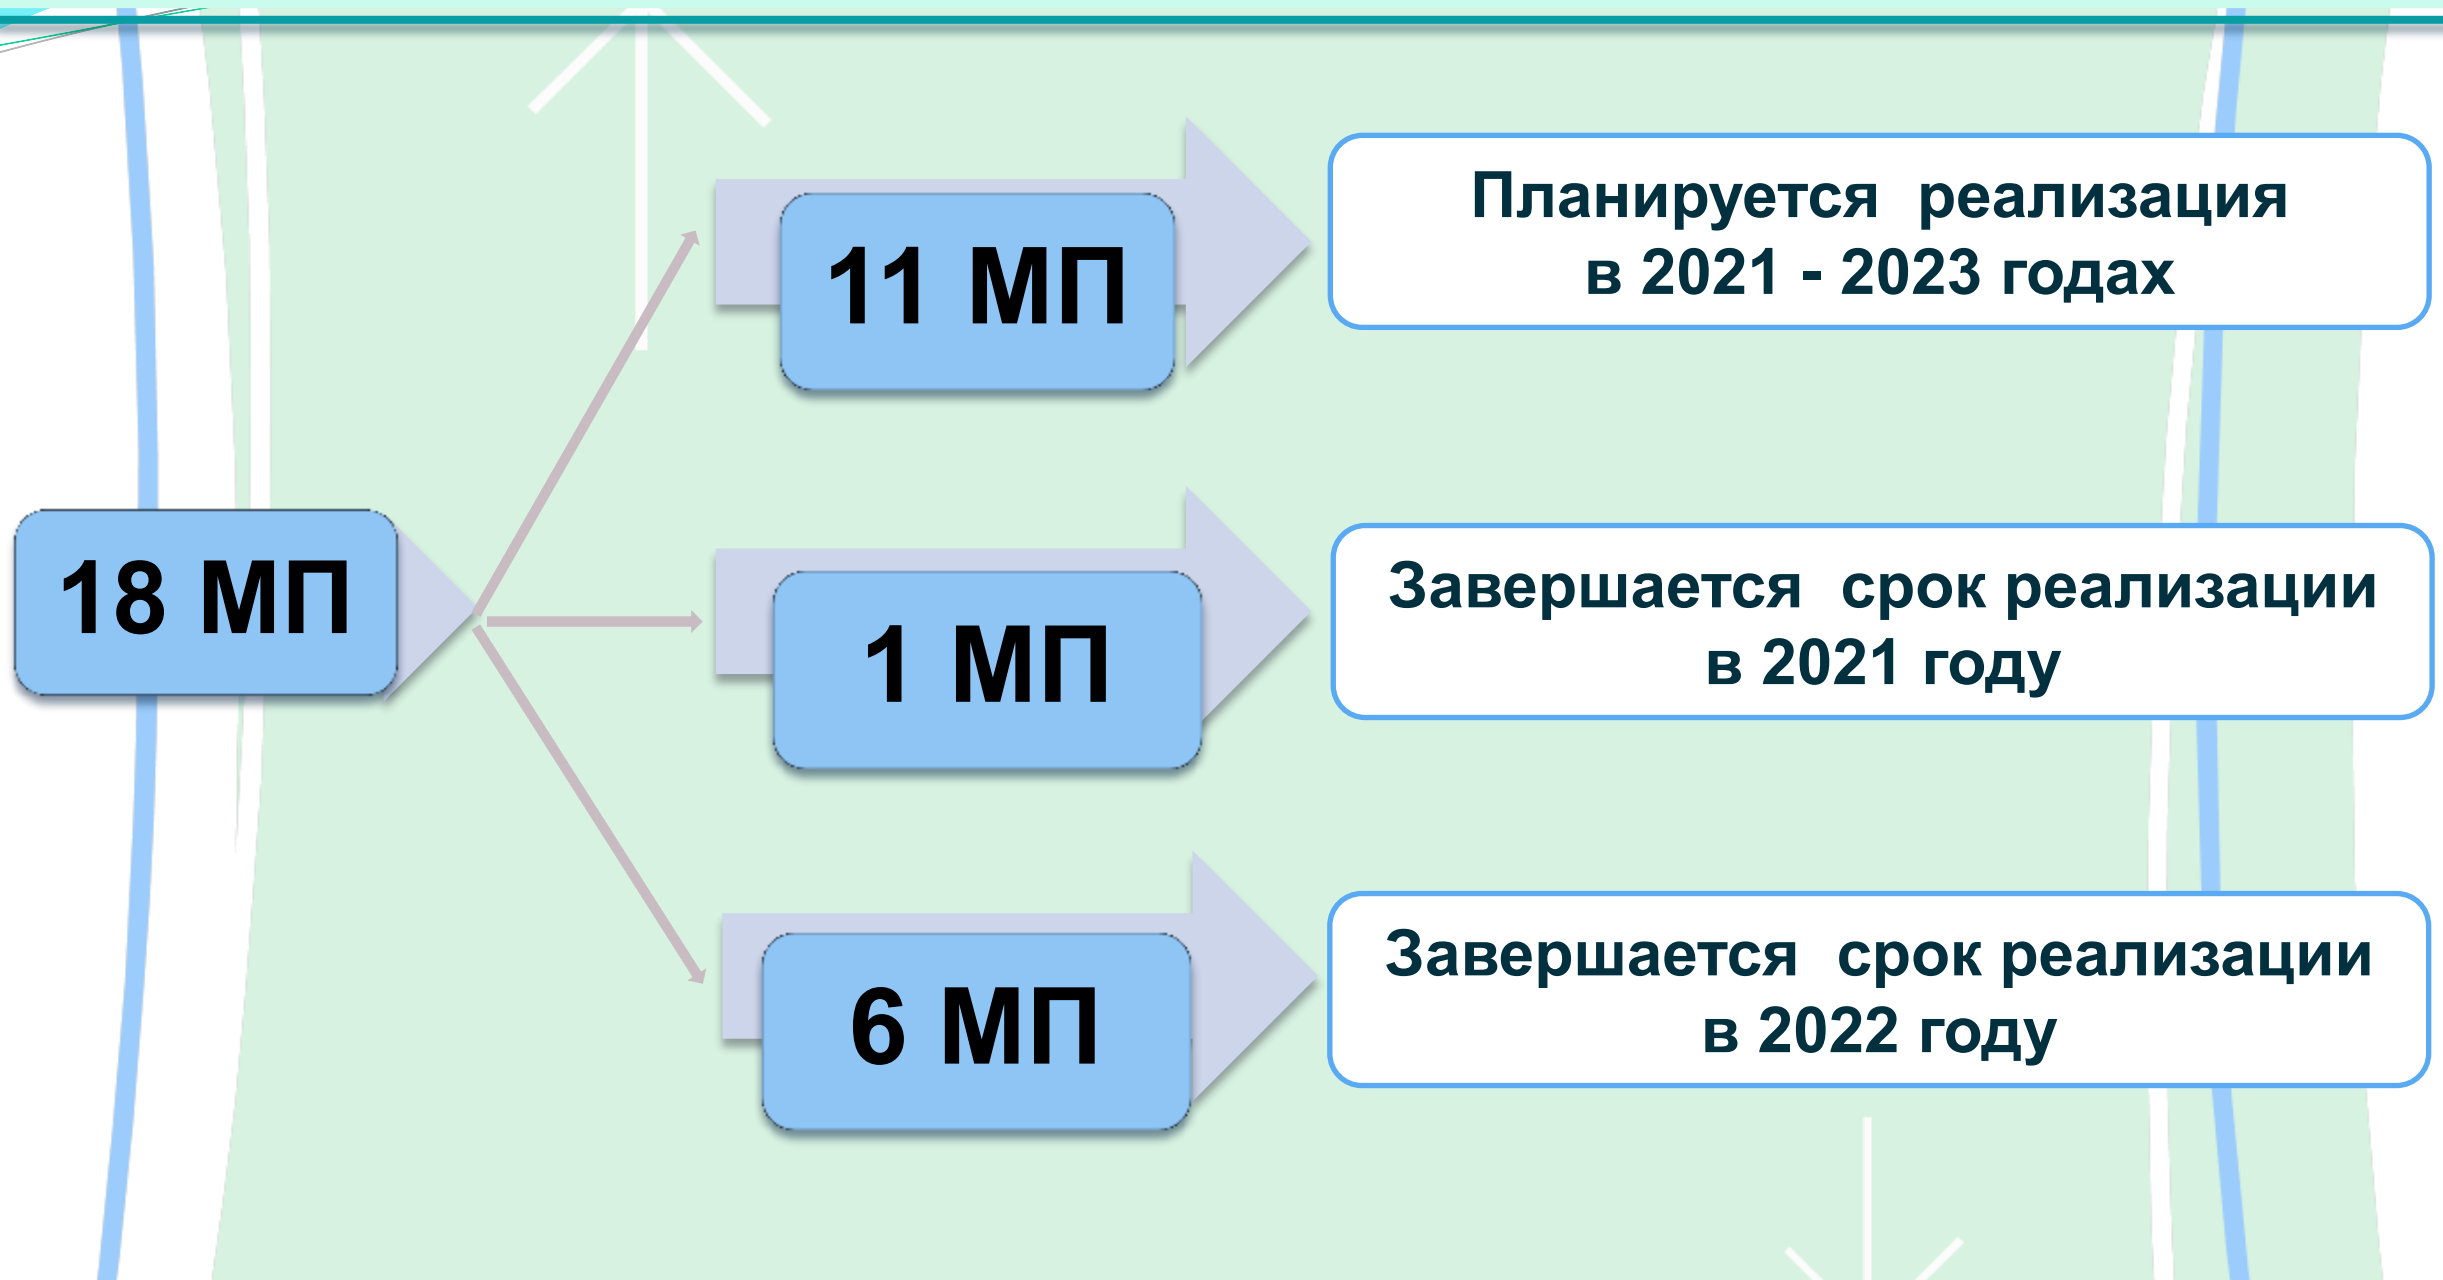 18 МП
11 МП
Планируется реализация
в 2021 - 2023 годах
1 МП
Завершается срок реализации
в 2021 году
6 МП
Завершается срок реализации
в 2022 году